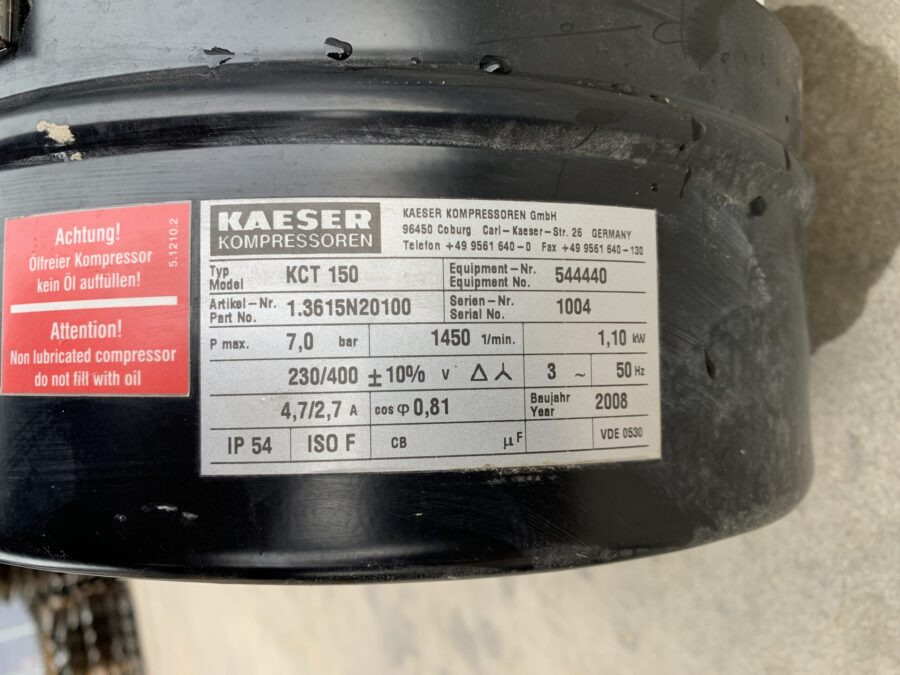 Achtung!
Ölfreier Kompressor
kein Öl auffüllen!
5.1210.2
Attention!
Non lubricated compressor
do not fill with oil
KAESER
KOMPRESSOREN
KAESER KOMPRESSOREN GmbH
96450 Coburg Carl-Kaeser-Str. 26 GERMANY
Telefon +49 9561 640-0 Fax +49 9561 640-130
Typ
Model KCT 150
Equipment-Nr.
Equipment No. 544440
Artikel-Nr.
Part No. 1.3615N20100
Serien-Nr.
Serial No. 1004
P max. 7,0 bar 1450 1/min. 1,10 kW
230/400 ±10% V △ 人 3 ~ 50 Hz
4,7/2,7 A cos φ 0,81
Baujahr
Year 2008
IP 54 ISO F CB µF VDE 0530